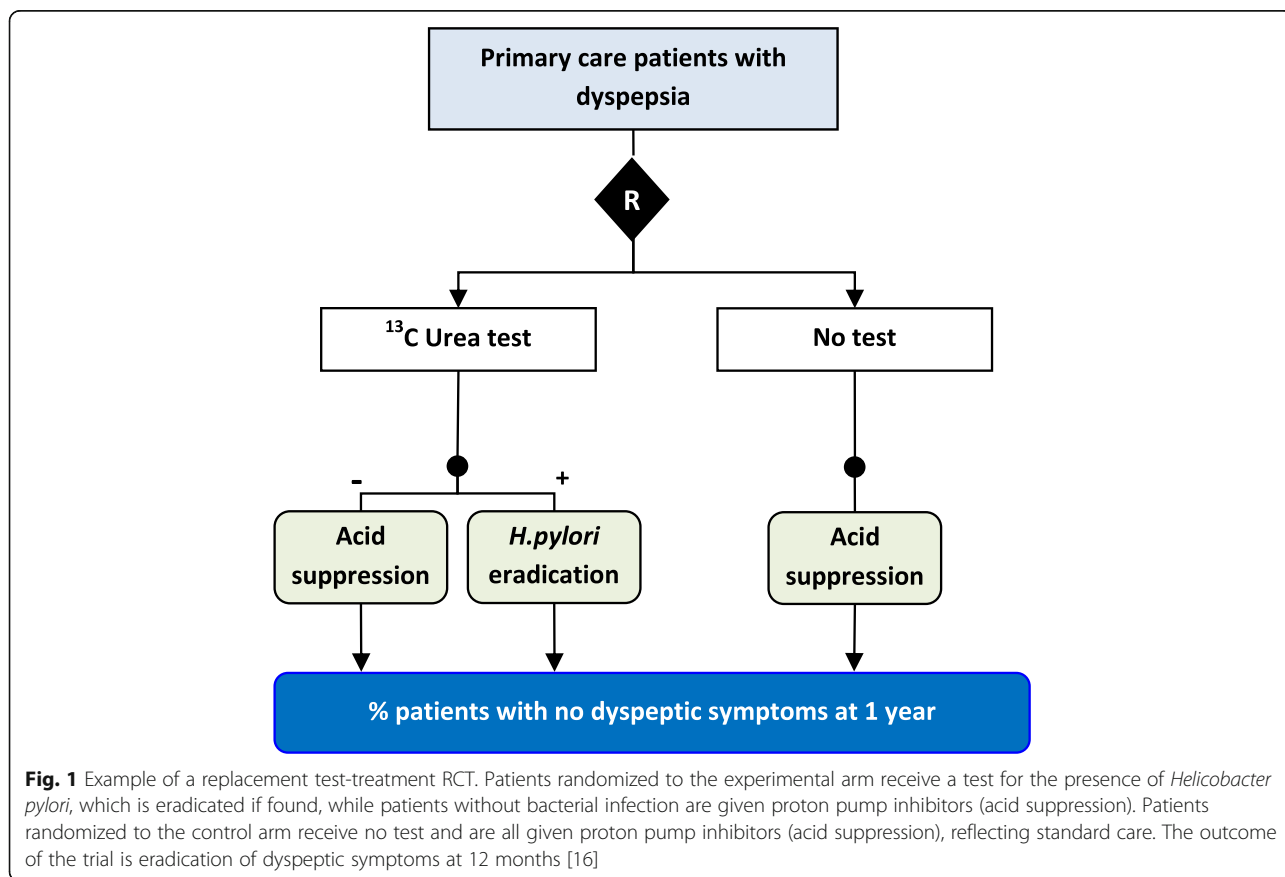 Primary care patients with
dyspepsia
R
¹³C Urea test
No test
- +
Acid
suppression
H.pylori
eradication
Acid
suppression
% patients with no dyspeptic symptoms at 1 year
Fig. 1 Example of a replacement test-treatment RCT. Patients randomized to the experimental arm receive a test for the presence of Helicobacter
pylori, which is eradicated if found, while patients without bacterial infection are given proton pump inhibitors (acid suppression). Patients
randomized to the control arm receive no test and are all given proton pump inhibitors (acid suppression), reflecting standard care. The outcome
of the trial is eradication of dyspeptic symptoms at 12 months [16]